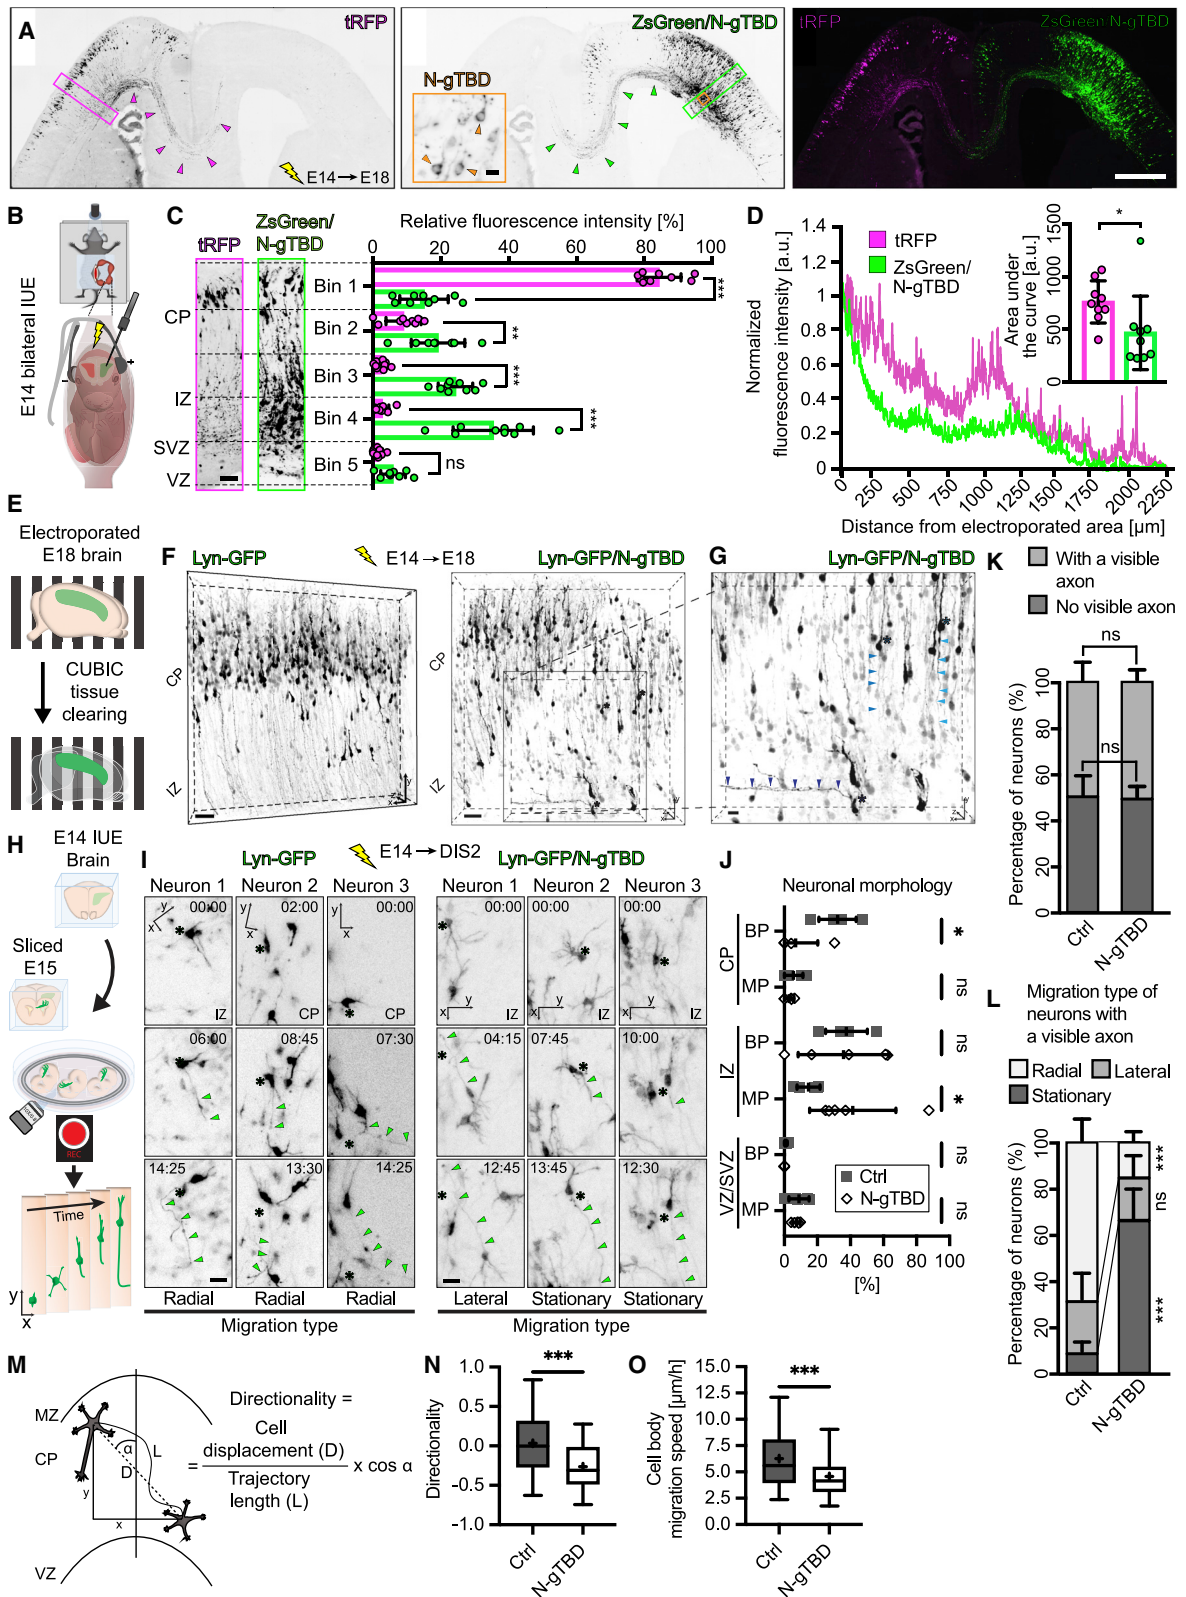 A
tRFP
E14→E18
ZsGreen/N-gTBD
N-gTBD
tRFP
ZsGreen/N-gTBD
B
E14 bilateral IUE
-
+
C
tRFP
ZsGreen/
N-gTBD
Relative fluorescence intensity [%]
0
20
40
60
80
100
CP
IZ
SVZ
VZ
Bin 1
Bin 2
Bin 3
Bin 4
Bin 5
***
**
***
***
ns
D
Normalized
fluorescence intensity [a.u.]
1.4
1.2
1
0.8
0.6
0.4
0.2
0
tRFP
ZsGreen/
N-gTBD
0
250
500
750
1000
1250
1500
1750
2000
2250
Distance from electroporated area [µm]
Area under
the curve [a.u.]
1500
1000
500
0
*
E
Electroporated
E18 brain
CUBIC
tissue
clearing
F
Lyn-GFP
E14→E18
Lyn-GFP/N-gTBD
CP
IZ
CP
IZ
G
Lyn-GFP/N-gTBD
K
With a visible
axon
No visible axon
Percentage of neurons (%)
100
80
60
40
20
0
ns
ns
Ctrl
N-gTBD
H
E14 IUE
Brain
Sliced
E15
REC
Time
y
x
I
Lyn-GFP
E14→DIS2
Lyn-GFP/N-gTBD
Neuron 1
Neuron 2
Neuron 3
Neuron 1
Neuron 2
Neuron 3
00:00
02:00
00:00
00:00
00:00
00:00
IZ
CP
CP
IZ
IZ
IZ
06:00
08:45
07:30
04:15
07:45
10:00
14:25
13:30
14:25
12:45
13:45
12:30
Radial
Radial
Radial
Lateral
Stationary
Stationary
Migration type
Migration type
J
Neuronal morphology
CP
BP
MP
IZ
BP
MP
VZ/SVZ
BP
MP
*
ns
ns
*
ns
ns
Ctrl
N-gTBD
0
20
40
60
80
100
[%]
L
Migration type of
neurons with
a visible axon
Radial
Lateral
Stationary
Percentage of neurons (%)
100
80
60
40
20
0
***
ns
***
Ctrl
N-gTBD
M
MZ
CP
VZ
α
L
D
y
x
Directionality =
= Cell
displacement (D)
Trajectory
length (L)
x cos α
N
Directionality
1.0
0.5
0.0
-0.5
-1.0
***
Ctrl
N-gTBD
O
Cell body
migration speed [µm/h]
15.0
12.5
10.0
7.5
5.0
2.5
0.0
***
Ctrl
N-gTBD